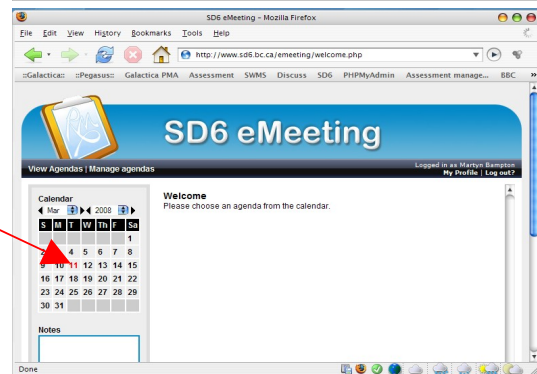 SD6 eMeeting - Mozilla Firefox
File Edit View History Bookmarks Tools Help
http://www.sd6.bc.ca/emeeting/welcome.php
::Galactica:: ::Pegasus:: Galactica PMA Assessment SWMS Discuss SD6 PHPMyAdmin Assessment manage... BBC »
SD6 eMeeting
Logged in as Martyn Bampton
View Agendas | Manage agendas
My Profile | Log out?
Calendar
Mar 2008
S M T W Th F Sa
1
2 4 5 6 7 8
9 10 11 12 13 14 15
16 17 18 19 20 21 22
23 24 25 26 27 28 29
30 31
Notes
Welcome
Please choose an agenda from the calendar.
Done